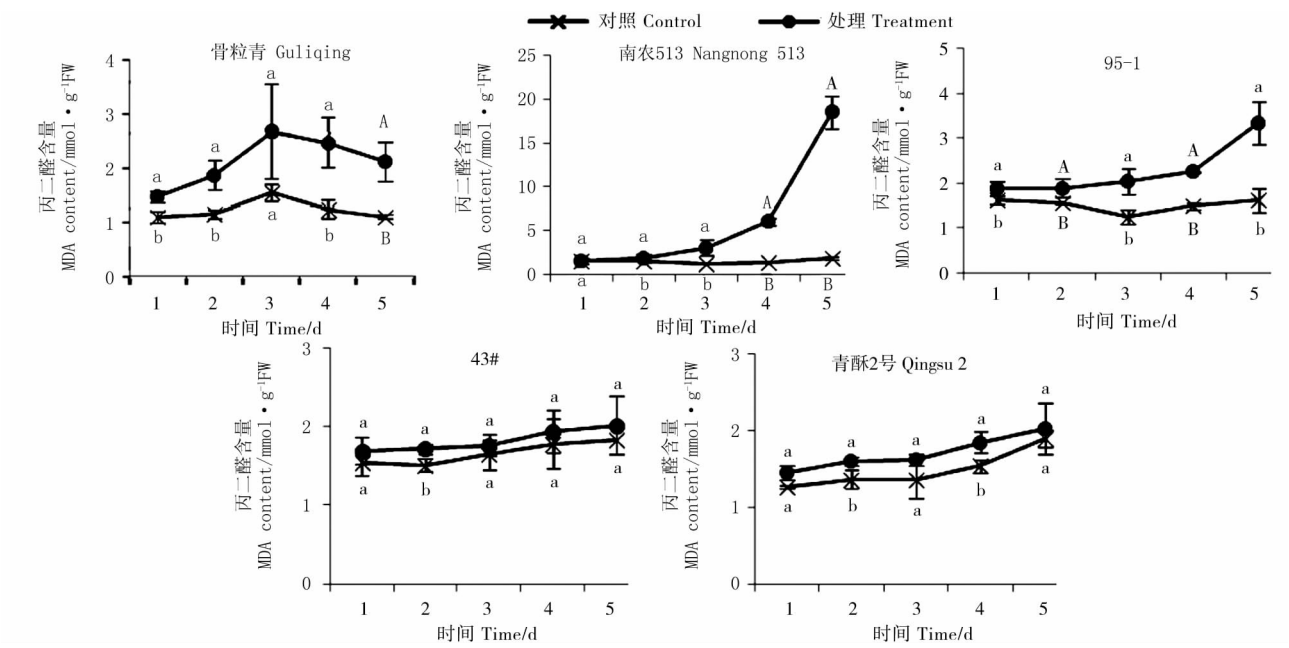 对照 Control 处理 Treatment
骨粒青 Guliqing
丙二醛含量
MDA content/mmol·g⁻¹FW
4
3
2
1
0
a a a a A
b b a b B
1 2 3 4 5
时间 Time/d
南农513 Nangnong 513
丙二醛含量
MDA content/mmol·g⁻¹FW
25
20
15
10
5
0
a a a A A
a b b B B
1 2 3 4 5
时间 Time/d
95-1
丙二醛含量
MDA content/mmol·g⁻¹FW
5
4
3
2
1
0
a A a A a
b B b B b
1 2 3 4 5
时间 Time/d
43#
丙二醛含量
MDA content/mmol·g⁻¹FW
3
2
1
0
a a a a a
a b a a a
1 2 3 4 5
时间 Time/d
青酥2号 Qingsu 2
丙二醛含量
MDA content/mmol·g⁻¹FW
3
2
1
0
a a a a a
a b a b a
1 2 3 4 5
时间 Time/d